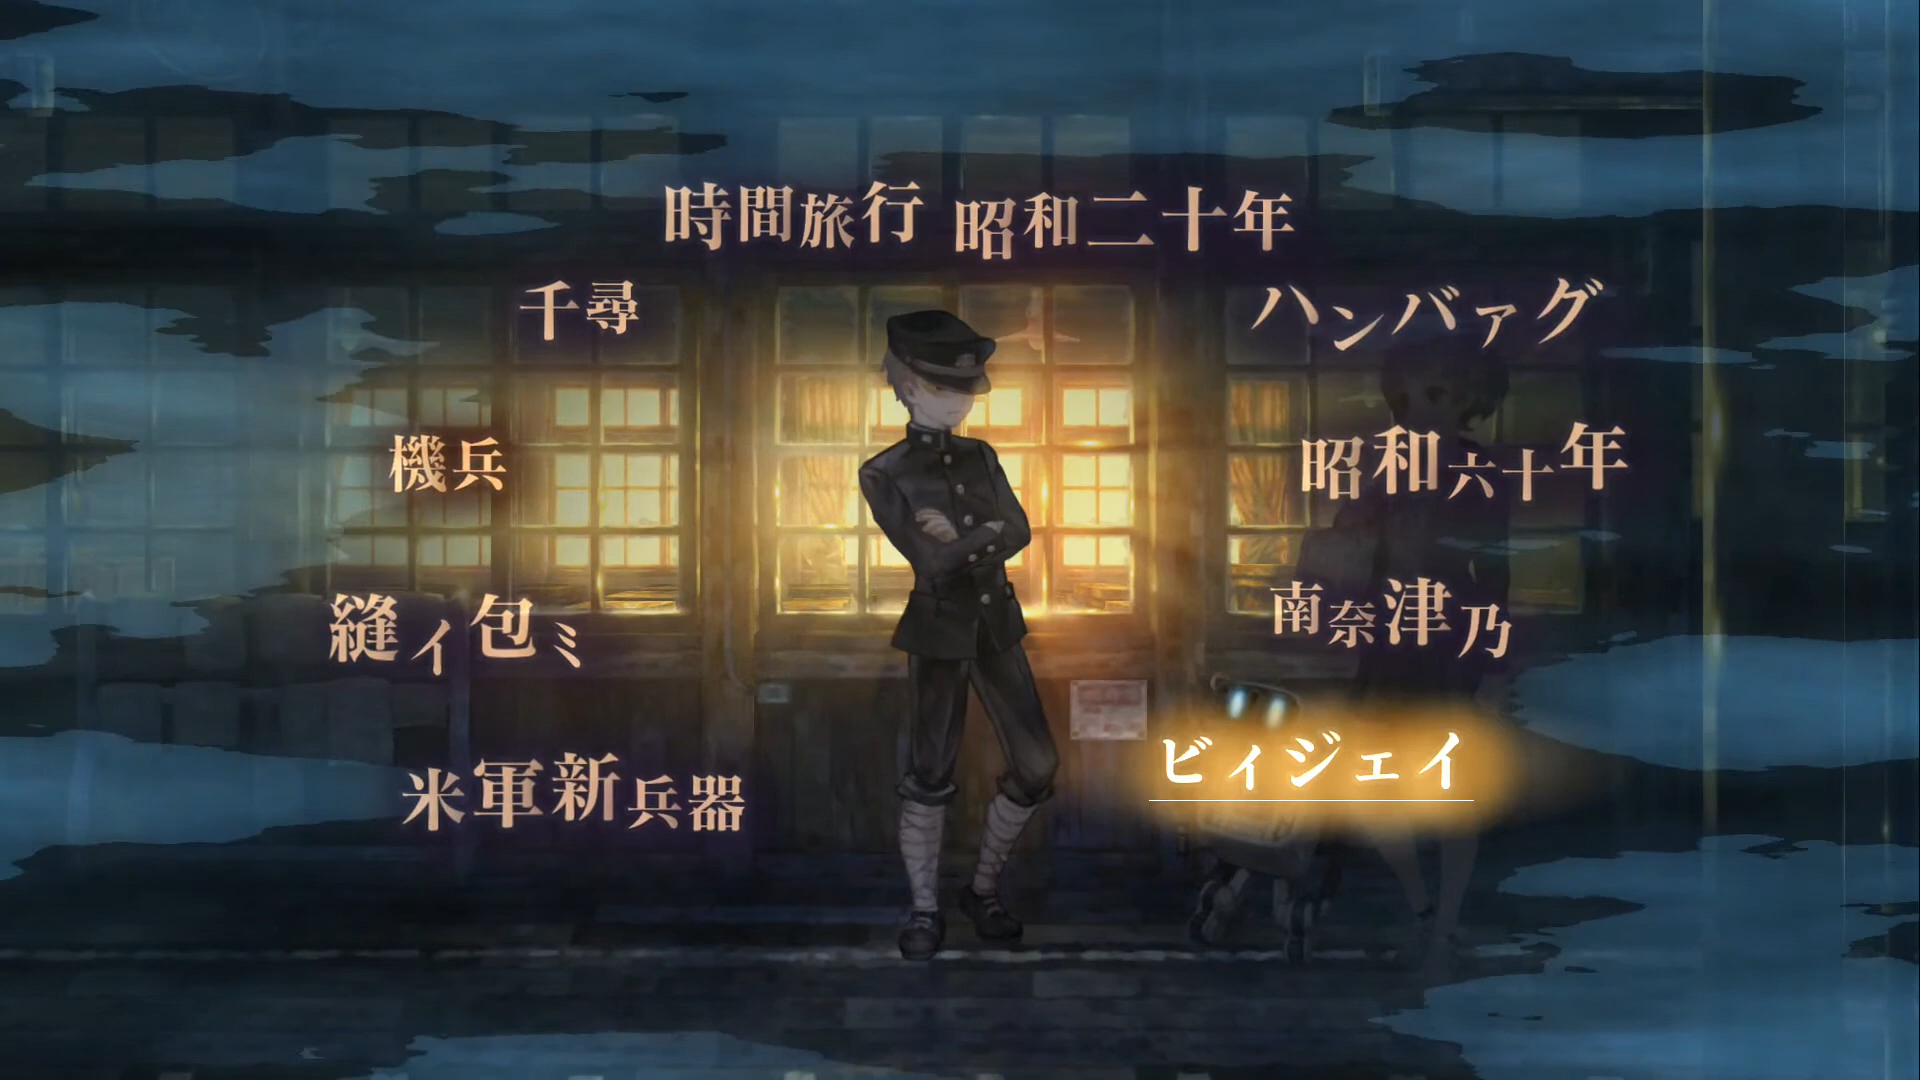 時間旅行 昭和二十年
千尋
ハンバァグ
機兵
昭和六十年
縫イ包ミ
南奈津乃
米軍新兵器
ビィジェイ